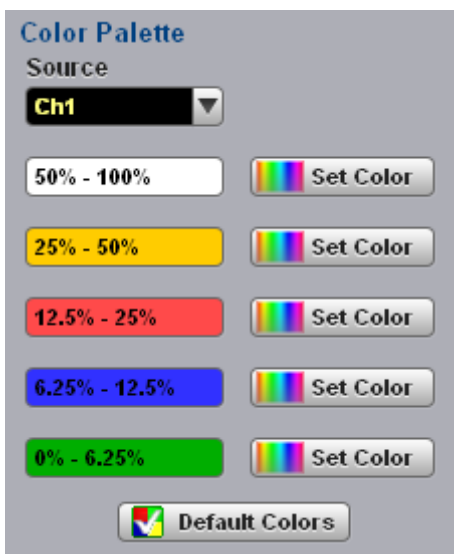 Color Palette
Source
Ch1
50% - 100% Set Color
25% - 50% Set Color
12.5% - 25% Set Color
6.25% - 12.5% Set Color
0% - 6.25% Set Color
Default Colors